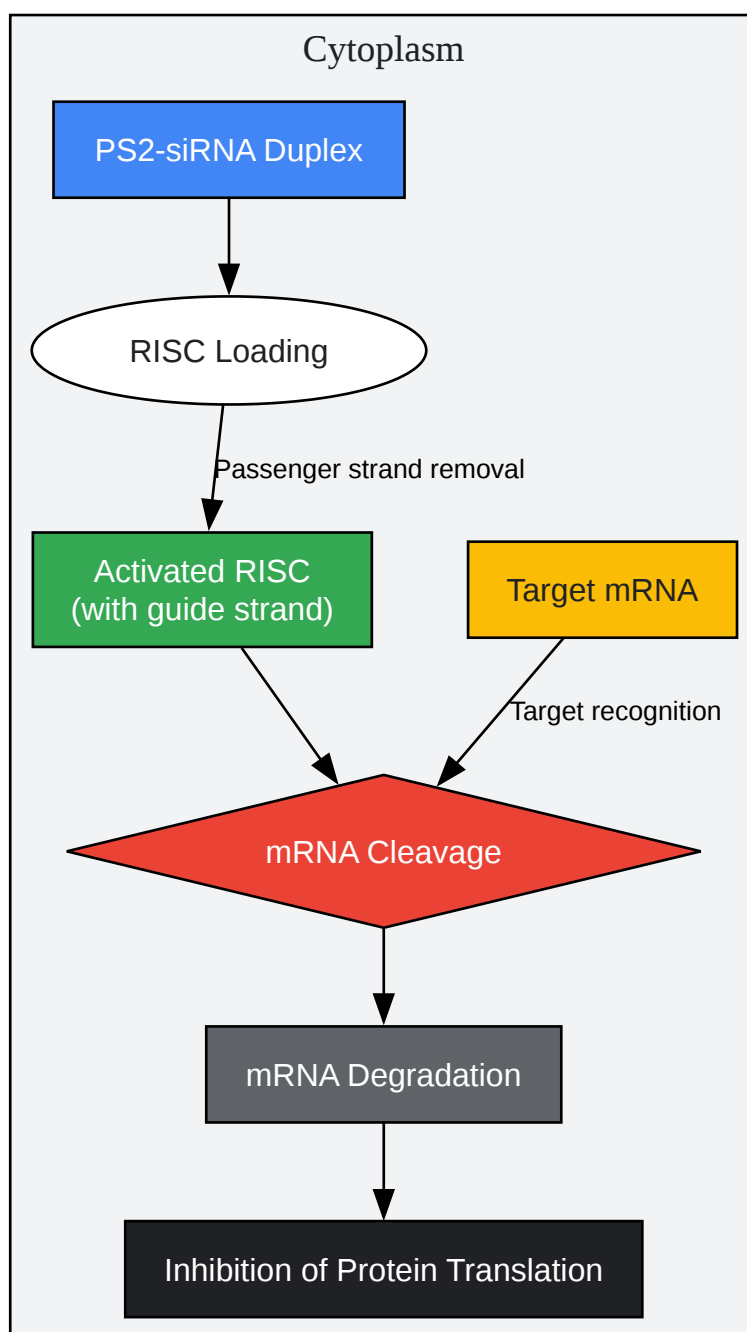 Cytoplasm
PS2-siRNA Duplex
RISC Loading
Passenger strand removal
Activated RISC
(with guide strand)
Target mRNA
Target recognition
mRNA Cleavage
mRNA Degradation
Inhibition of Protein Translation